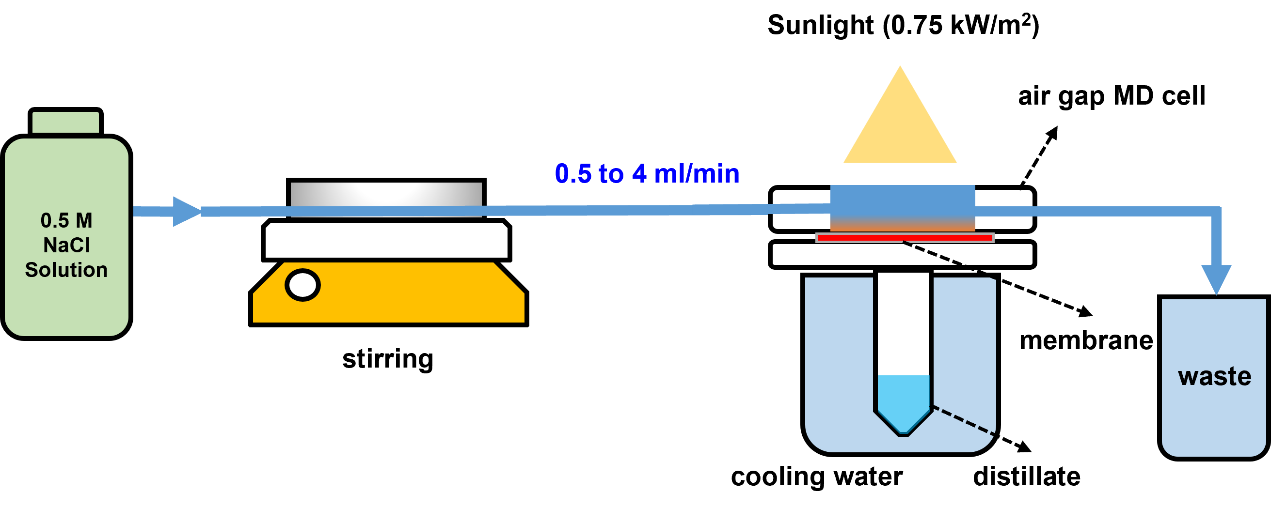 Sunlight (0.75 kW/m²)
air gap MD cell
0.5 to 4 ml/min
0.5 M
NaCl
Solution
stirring
membrane
waste
cooling water
distillate